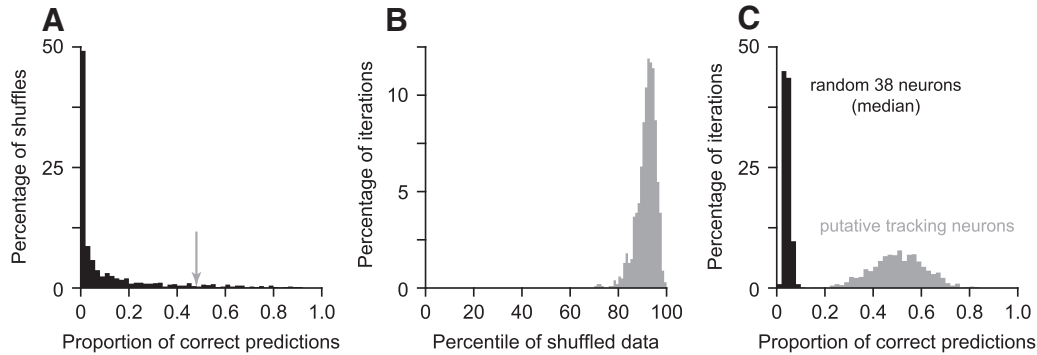 A
Percentage of shuffles
50
25
0
0 0.2 0.4 0.6 0.8 1.0
Proportion of correct predictions
B
Percentage of iterations
10
5
0
0 20 40 60 80 100
Percentile of shuffled data
C
Percentage of iterations
50
25
0
random 38 neurons
(median)
putative tracking neurons
0 0.2 0.4 0.6 0.8 1.0
Proportion of correct predictions